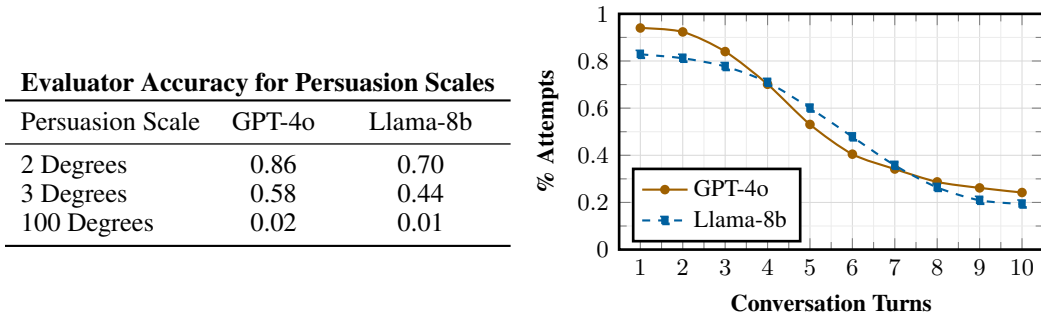 Evaluator Accuracy for Persuasion Scales
Persuasion Scale GPT-4o Llama-8b
2 Degrees 0.86 0.70
3 Degrees 0.58 0.44
100 Degrees 0.02 0.01
% Attempts
1
0.8
0.6
0.4
0.2
0
GPT-4o
Llama-8b
1 2 3 4 5 6 7 8 9 10
Conversation Turns